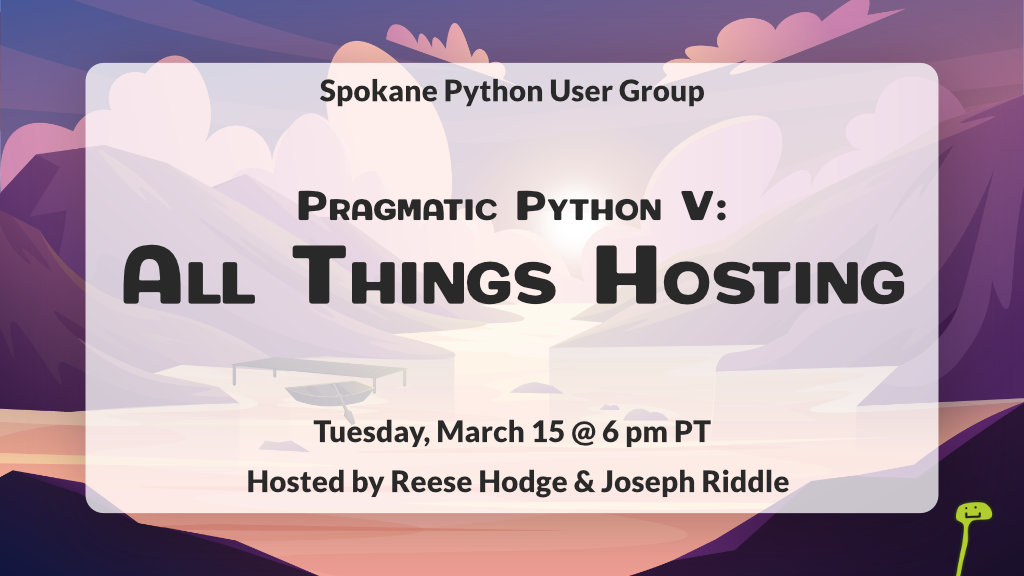 Spokane Python User Group
Pragmatic Python V:
All Things Hosting
Tuesday, March 15 @ 6 pm PT
Hosted by Reese Hodge & Joseph Riddle